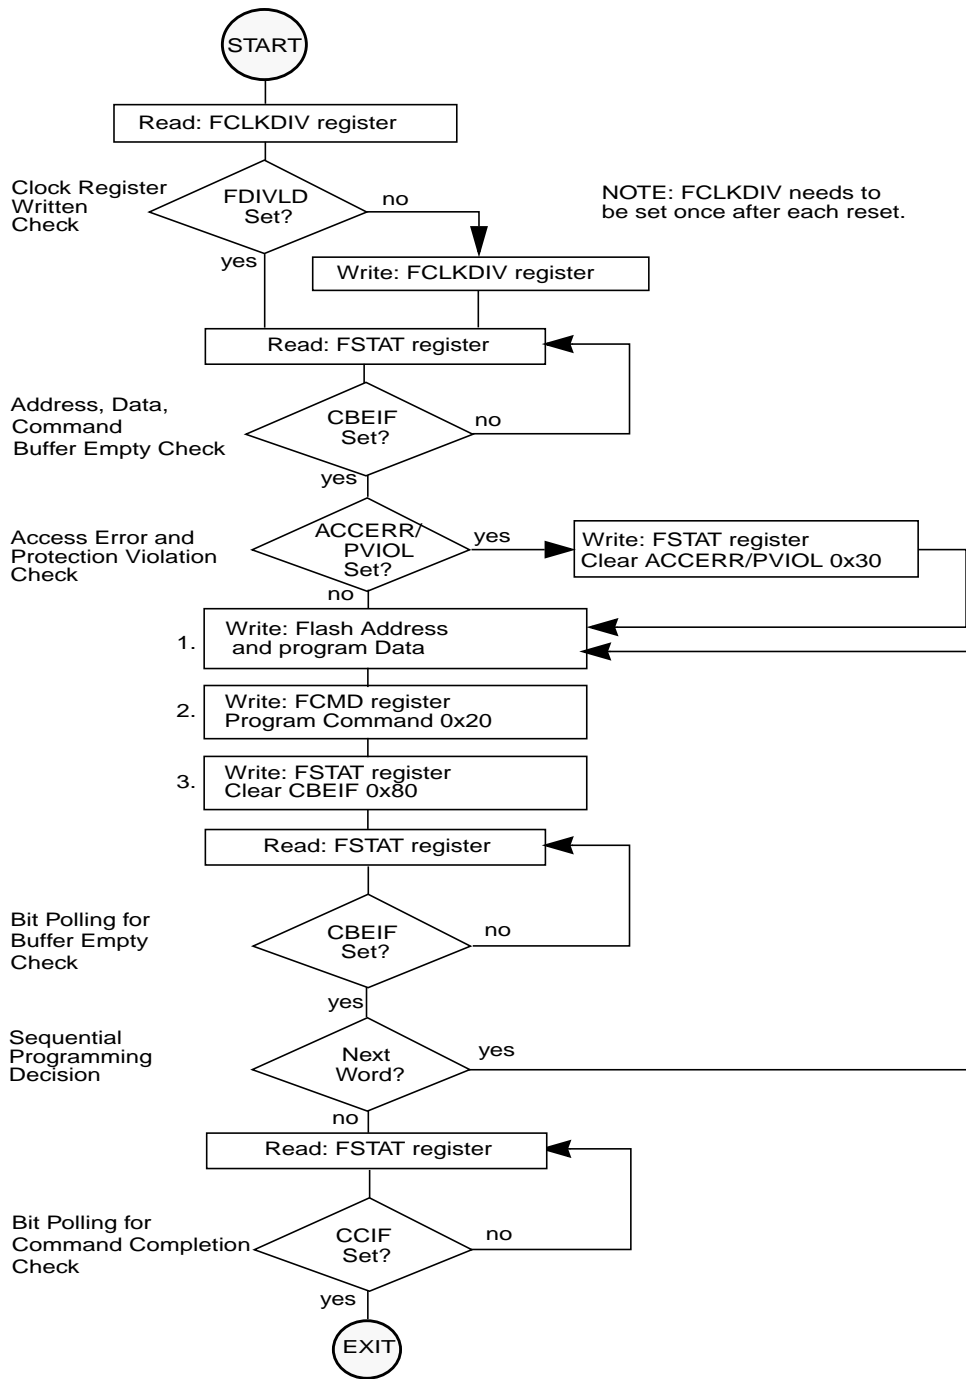 START
Read: FCLKDIV register
Clock Register
Written
Check
FDIVLD
Set?
no
yes
NOTE: FCLKDIV needs to
be set once after each reset.
Write: FCLKDIV register
Read: FSTAT register
Address, Data,
Command
Buffer Empty Check
CBEIF
Set?
no
yes
Access Error and
Protection Violation
Check
ACCERR/
PVIOL
Set?
yes
no
Write: FSTAT register
Clear ACCERR/PVIOL 0x30
1.
Write: Flash Address
and program Data
2.
Write: FCMD register
Program Command 0x20
3.
Write: FSTAT register
Clear CBEIF 0x80
Read: FSTAT register
Bit Polling for
Buffer Empty
Check
CBEIF
Set?
no
yes
Sequential
Programming
Decision
Next
Word?
yes
no
Read: FSTAT register
Bit Polling for
Command Completion
Check
CCIF
Set?
no
yes
EXIT